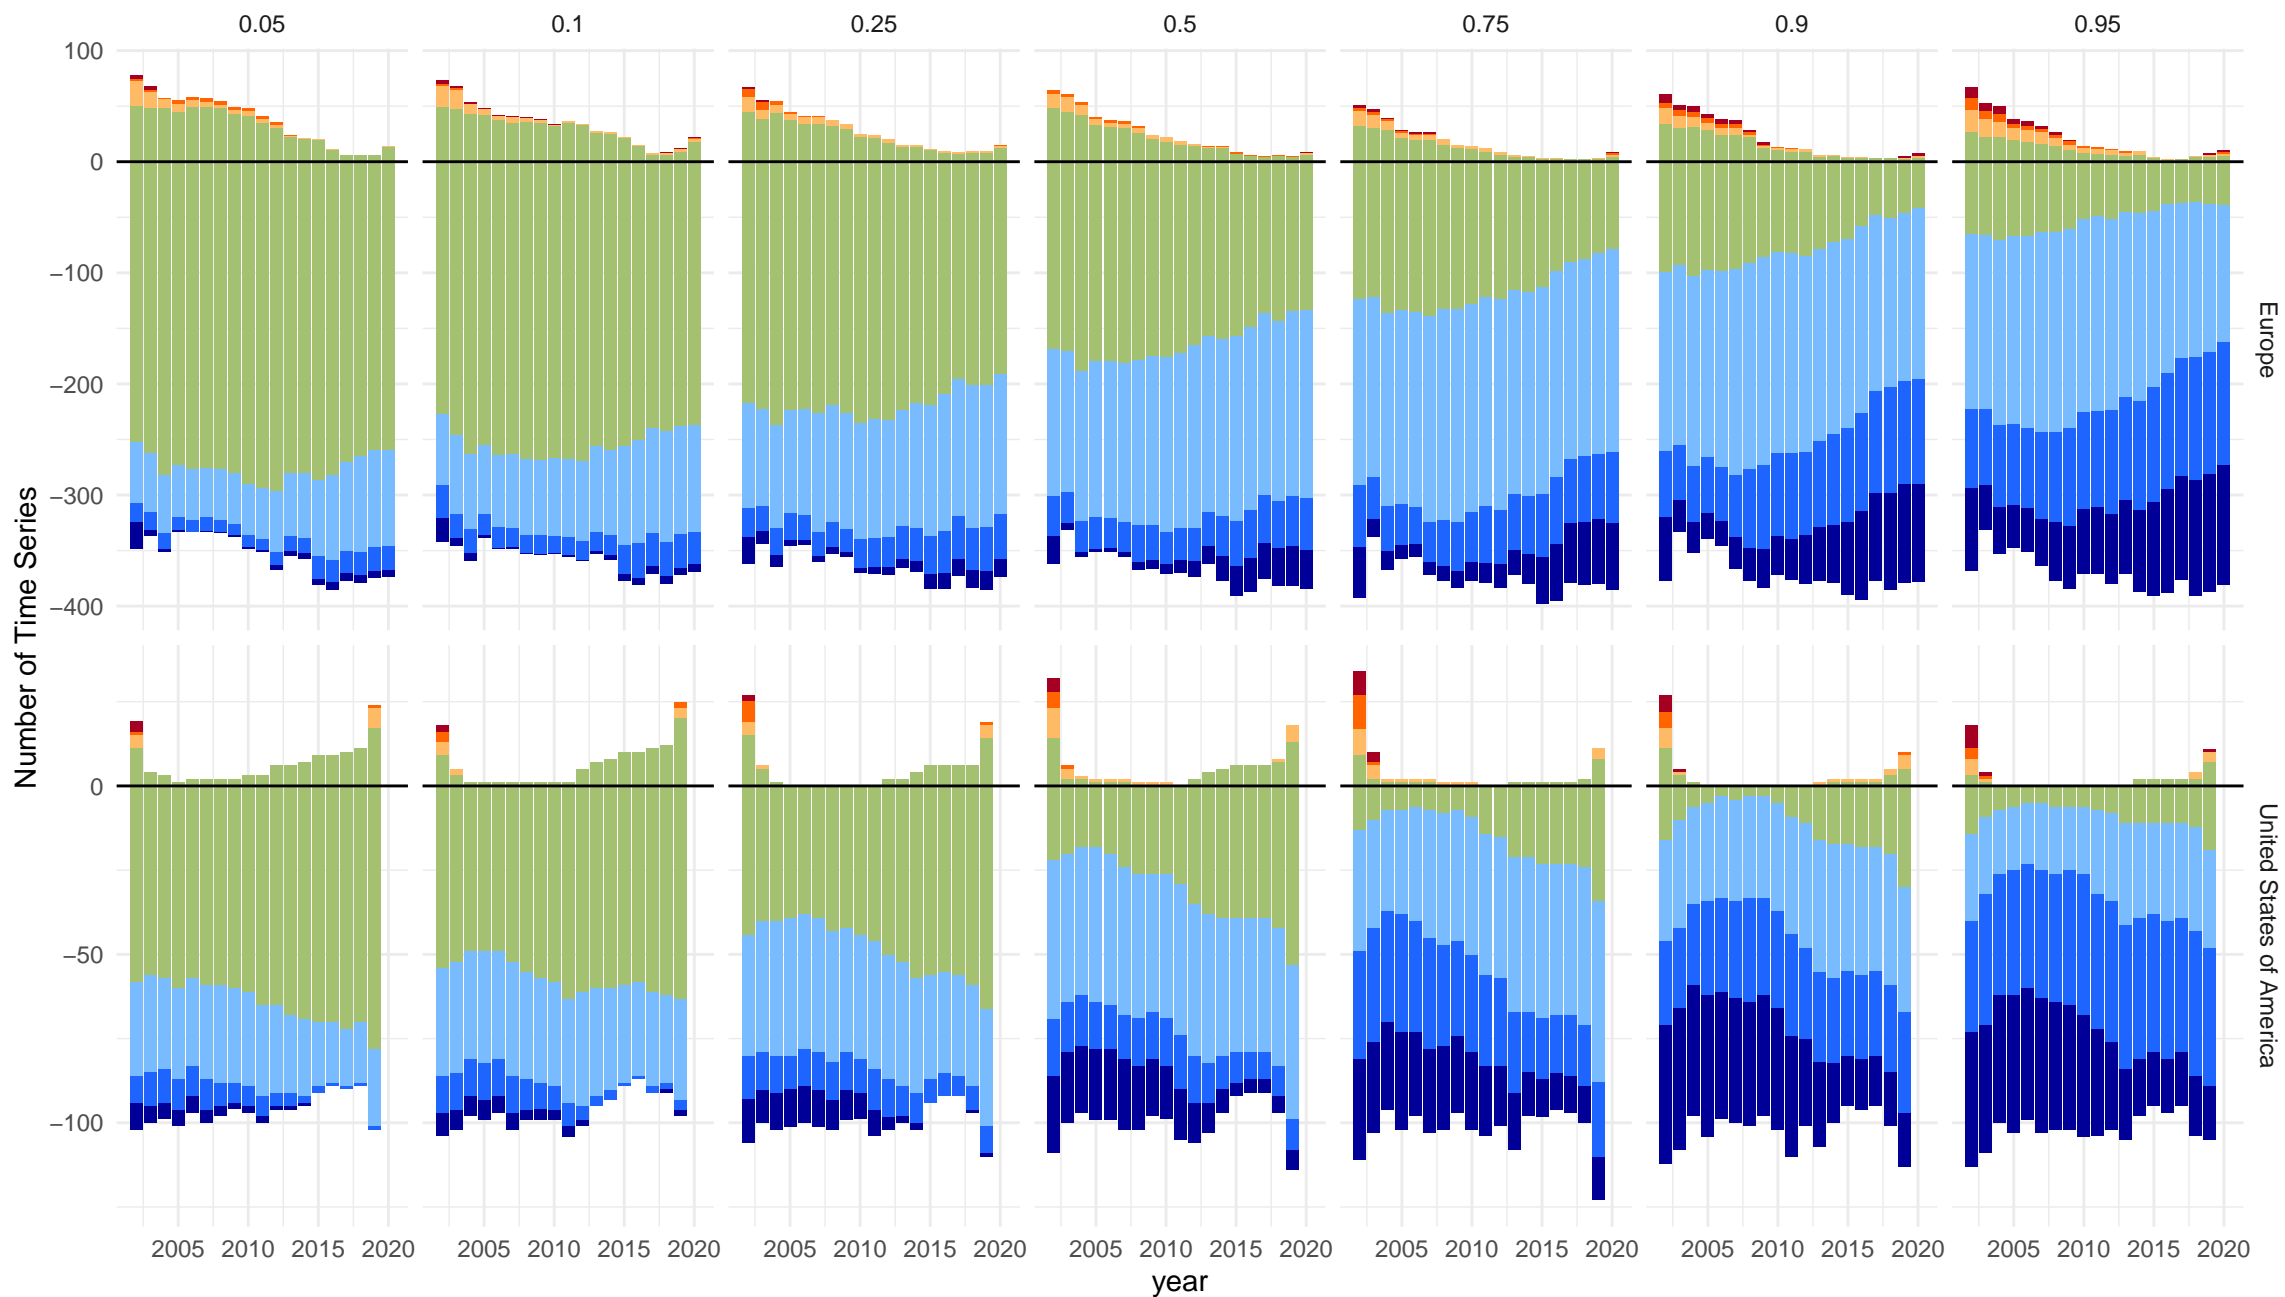 0.05 0.1 0.25 0.5 0.75 0.9 0.95
100
0
−100
−200
−300
−400
Europe
Number of Time Series
0
−50
−100
United States of America
2005 2010 2015 2020 2005 2010 2015 2020 2005 2010 2015 2020 2005 2010 2015 2020 2005 2010 2015 2020 2005 2010 2015 2020 2005 2010 2015 2020
year